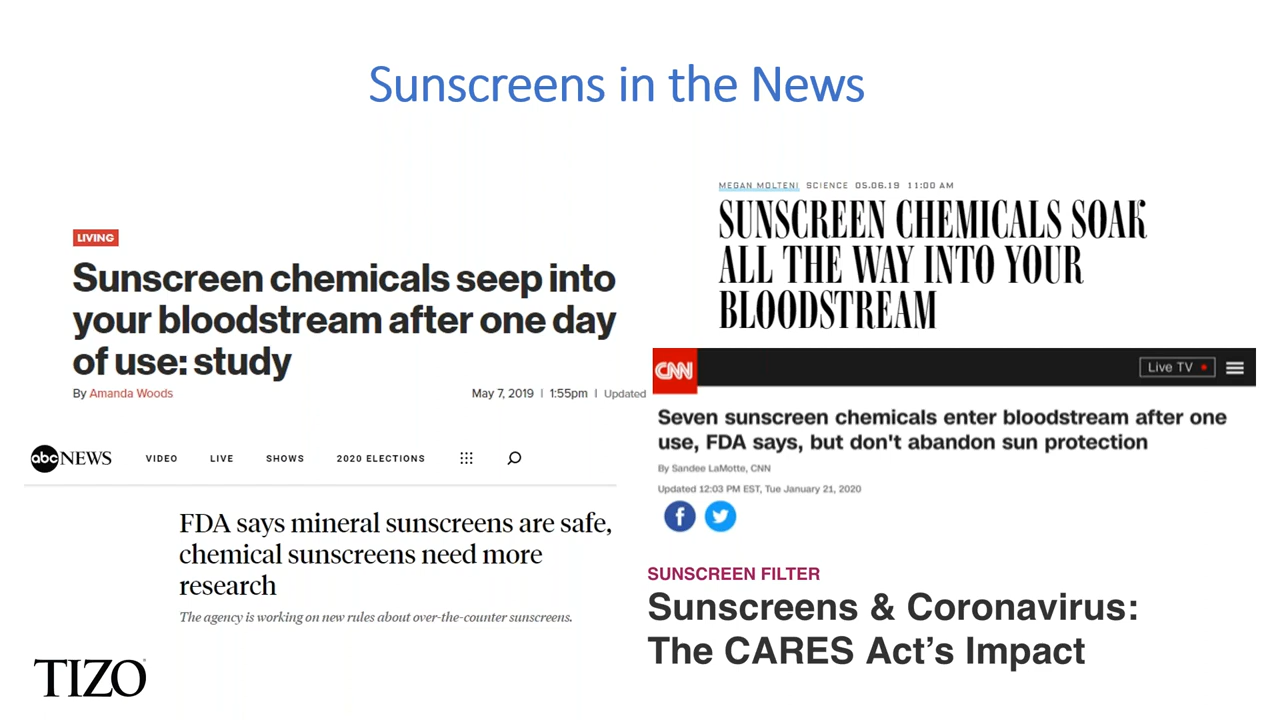 Sunscreens in the News
LIVING
Sunscreen chemicals seep into
your bloodstream after one day
of use: study
By Amanda Woods May 7, 2019 | 1:55pm | Updated
MEGAN MOLTENI SCIENCE 05.06.19 11:00 AM
SUNSCREEN CHEMICALS SOAK
ALL THE WAY INTO YOUR
BLOODSTREAM
CNN Live TV
Seven sunscreen chemicals enter bloodstream after one
use, FDA says, but don't abandon sun protection
By Sandee LaMotte, CNN
Updated 12:03 PM EST, Tue January 21, 2020
f
abc NEWS VIDEO LIVE SHOWS 2020 ELECTIONS
FDA says mineral sunscreens are safe,
chemical sunscreens need more
research
The agency is working on new rules about over-the-counter sunscreens.
SUNSCREEN FILTER
Sunscreens & Coronavirus:
The CARES Act’s Impact
TIZO